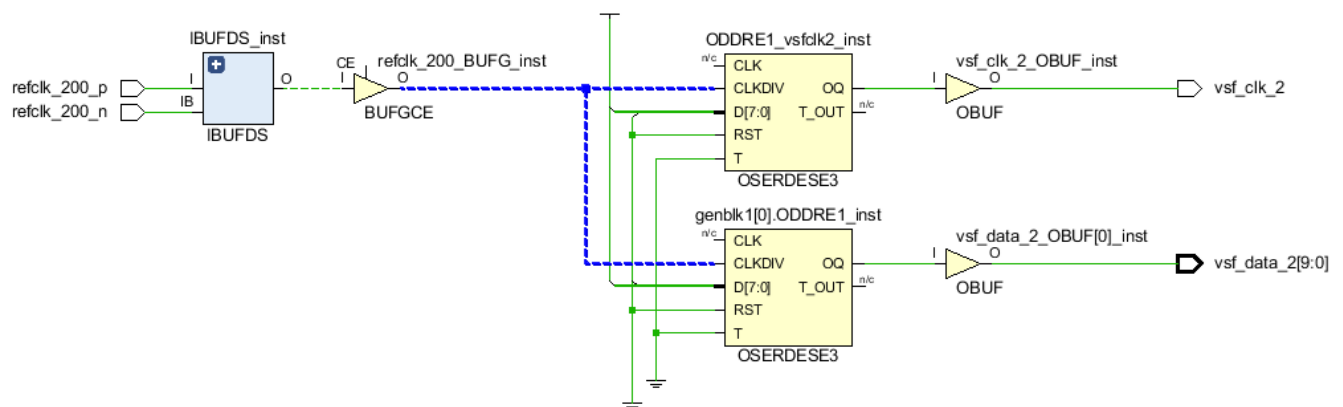 IBUFDS_inst
refclk_200_p
refclk_200_n
I
IB
O
IBUFDS
CE
refclk_200_BUFG_inst
I
O
BUFGCE
ODDRE1_vsfclk2_inst
n/c
CLK
CLKDIV
D[7:0]
RST
T
OQ
T_OUT
n/c
OSERDESE3
vsf_clk_2_OBUF_inst
I
O
OBUF
vsf_clk_2
genblk1[0].ODDRE1_inst
n/c
CLK
CLKDIV
D[7:0]
RST
T
OQ
T_OUT
n/c
OSERDESE3
vsf_data_2_OBUF[0]_inst
I
O
OBUF
vsf_data_2[9:0]